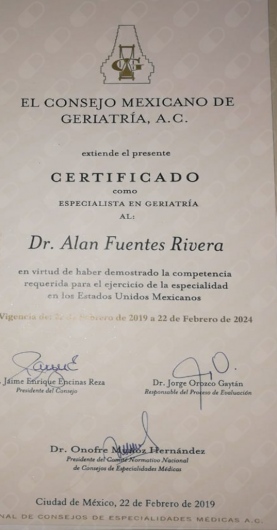 CMG
EL CONSEJO MEXICANO DE
GERIATRÍA, A.C.
extiende el presente
CERTIFICADO
como
ESPECIALISTA EN GERIATRÍA
AL:
Dr. Alan Fuentes Rivera
en virtud de haber demostrado la competencia
requerida para el ejercicio de la especialidad
en los Estados Unidos Mexicanos
Vigencia del de Febrero de 2019 a 22 de Febrero de 2024
Jaime Enrique Encinas Reza
Presidente del Consejo
Dr. Jorge Orozco Gaytán
Responsable del Proceso de Evaluación
Dr. Onofre Muñoz Hernández
Presidente del Comité Normativo Nacional
de Consejos de Especialidades Médicas
Ciudad de México, 22 de Febrero de 2019
NAL DE CONSEJOS DE ESPECIALIDADES MÉDICAS A.C.